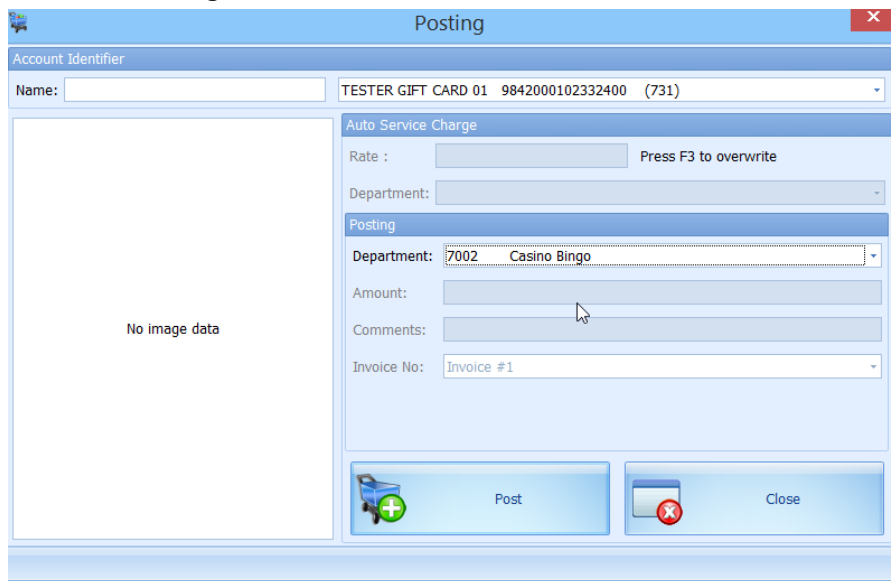 Posting
Account Identifier
Name: TESTER GIFT CARD 01 9842000102332400 (731)
Auto Service Charge
Rate : Press F3 to overwrite
Department:
Posting
Department: 7002 Casino Bingo
Amount:
No image data
Comments:
Invoice No: Invoice #1
Post Close